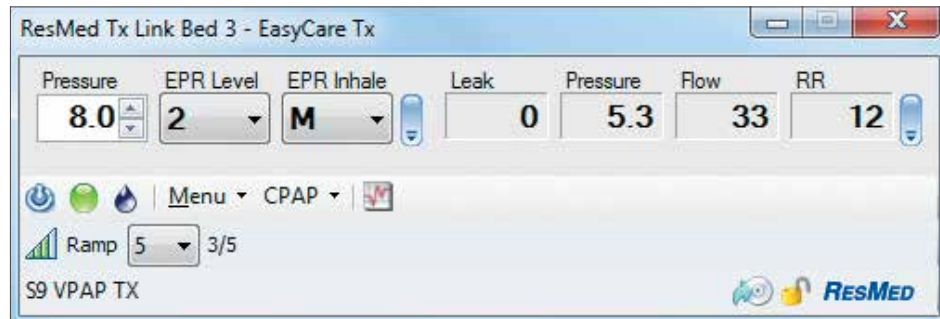 ResMed Tx Link Bed 3 - EasyCare Tx
Pressure EPR Level EPR Inhale Leak Pressure Flow RR
8.0 2 M 0 5.3 33 12
Menu CPAP
Ramp 5 3/5
S9 VPAP TX RESMED